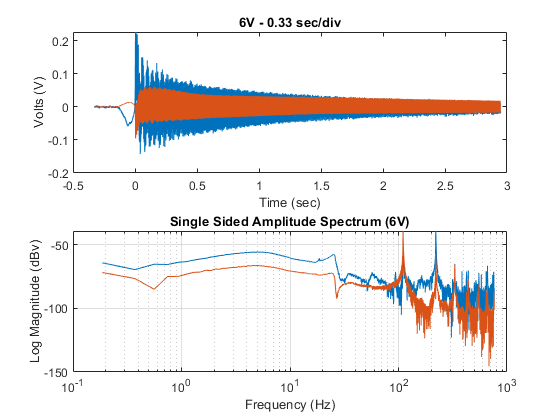 6V - 0.33 sec/div
Volts (V)
0.2
0.1
0
-0.1
-0.2
-0.5 0 0.5 1 1.5 2 2.5 3
Time (sec)
Single Sided Amplitude Spectrum (6V)
Log Magnitude (dBv)
-50
-100
-150
10^-1 10^0 10^1 10^2 10^3
Frequency (Hz)